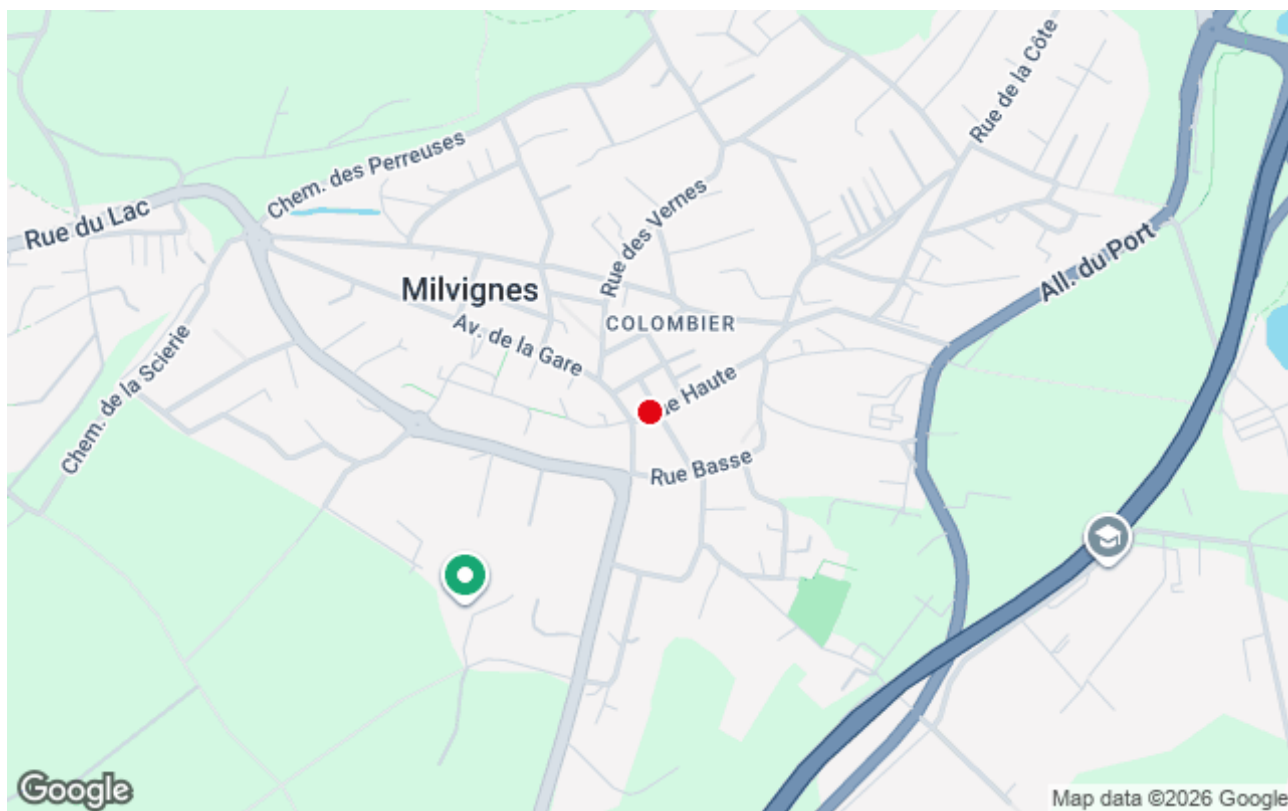 Rue de la Côte
Chem. des Perreuses
Rue du Lac
Rue des Vernes
All. du Port
Milvignes
COLOMBIER
Av. de la Gare
Chem. de la Scierie
ue Haute
Rue Basse
Google
Map data ©2026 Google